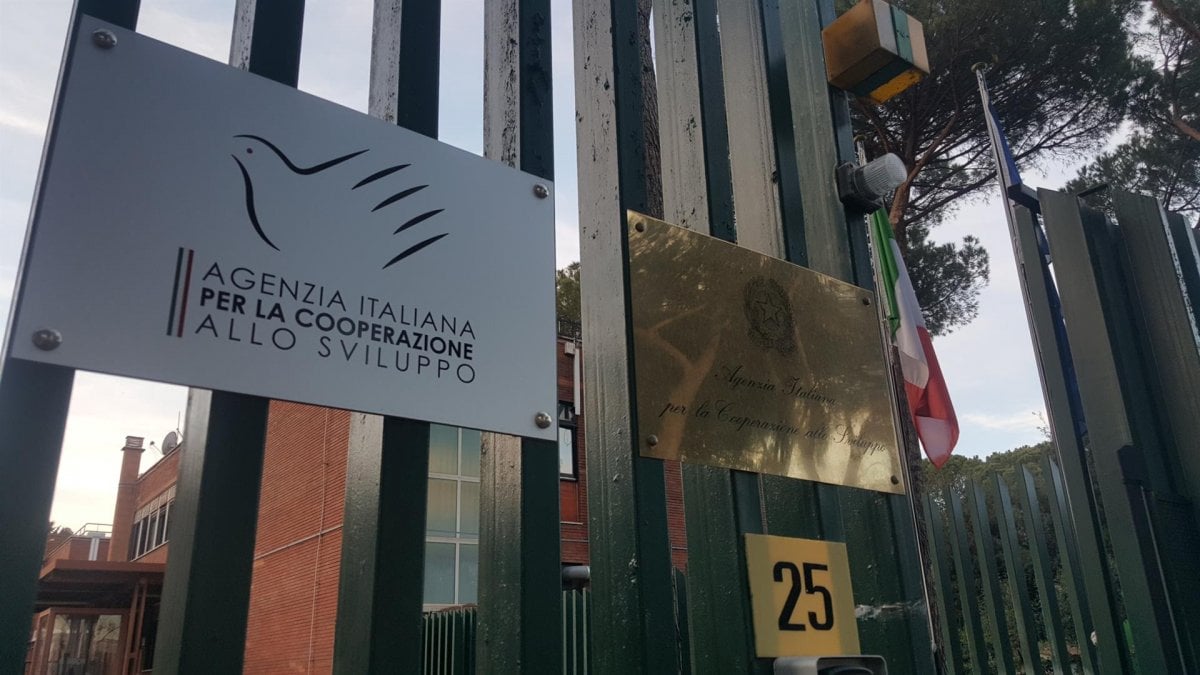 AGENZIA ITALIANA
PER LA COOPERAZIONE
ALLO SVILUPPO
Agenzia Italiana
per la Cooperazione allo Sviluppo
25